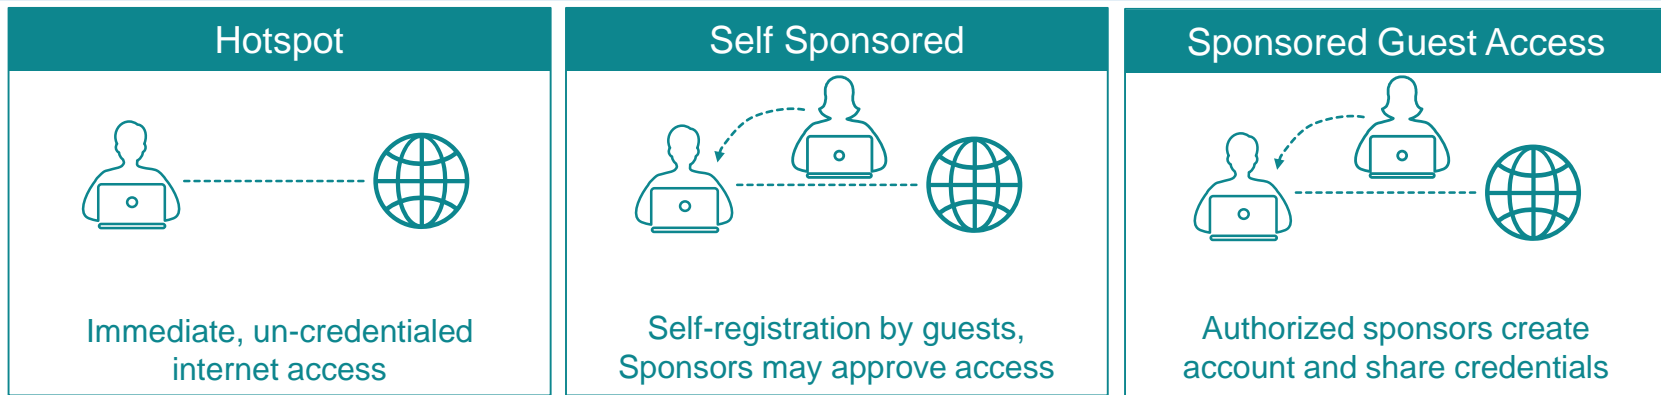 Hotspot
Immediate, un-credentialed
internet access
Self Sponsored
Self-registration by guests,
Sponsors may approve access
Sponsored Guest Access
Authorized sponsors create
account and share credentials